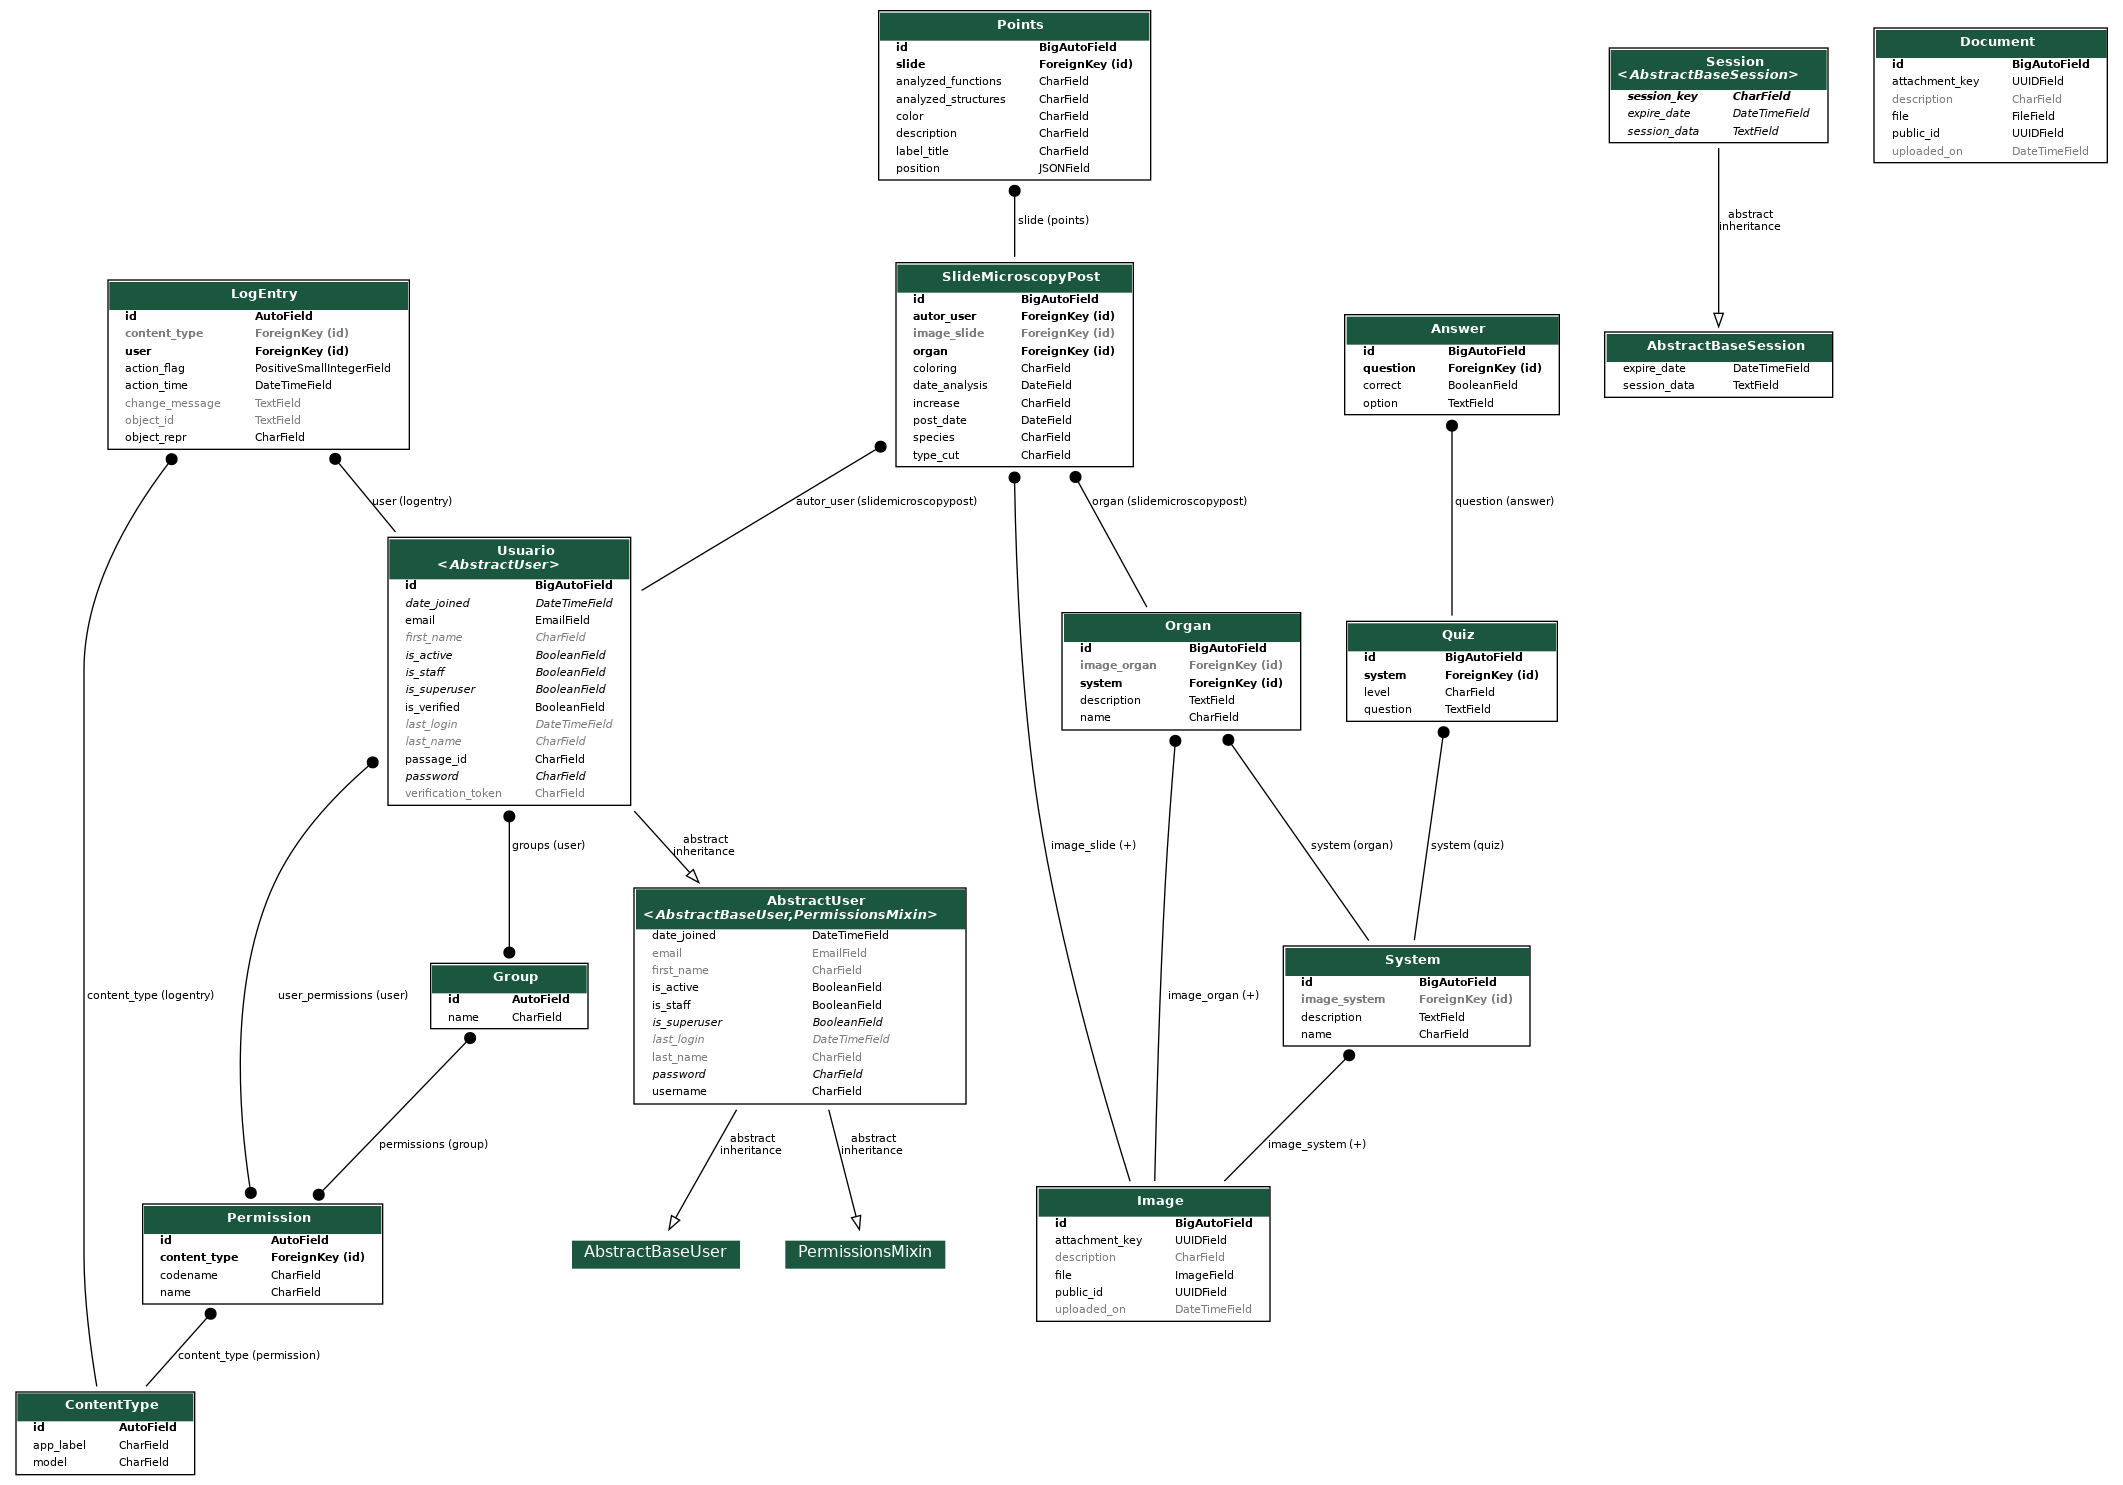 Points
id BigAutoField
slide ForeignKey (id)
analyzed_functions CharField
analyzed_structures CharField
color CharField
description CharField
label_title CharField
position JSONField
slide (points)
Session
<AbstractBaseSession>
session_key CharField
expire_date DateTimeField
session_data TextField
abstract
inheritance
Document
id BigAutoField
attachment_key UUIDField
description CharField
file FileField
public_id UUIDField
uploaded_on DateTimeField
LogEntry
id AutoField
content_type ForeignKey (id)
user ForeignKey (id)
action_flag PositiveSmallIntegerField
action_time DateTimeField
change_message TextField
object_id TextField
object_repr CharField
user (logentry)
SlideMicroscopyPost
id BigAutoField
autor_user ForeignKey (id)
image_slide ForeignKey (id)
organ ForeignKey (id)
coloring CharField
date_analysis DateField
increase CharField
post_date DateField
species CharField
type_cut CharField
autor_user (slidemicroscopypost)
organ (slidemicroscopypost)
Answer
id BigAutoField
question ForeignKey (id)
correct BooleanField
option TextField
question (answer)
AbstractBaseSession
expire_date DateTimeField
session_data TextField
Usuario
<AbstractUser>
id BigAutoField
date_joined DateTimeField
email EmailField
first_name CharField
is_active BooleanField
is_staff BooleanField
is_superuser BooleanField
is_verified BooleanField
last_login DateTimeField
last_name CharField
passage_id CharField
password CharField
verification_token CharField
groups (user)
abstract
inheritance
Organ
id BigAutoField
image_organ ForeignKey (id)
system ForeignKey (id)
description TextField
name CharField
Quiz
id BigAutoField
system ForeignKey (id)
level CharField
question TextField
image_slide (+)
system (organ)
system (quiz)
AbstractUser
<AbstractBaseUser,PermissionsMixin>
date_joined DateTimeField
email EmailField
first_name CharField
is_active BooleanField
is_staff BooleanField
is_superuser BooleanField
last_login DateTimeField
last_name CharField
password CharField
username CharField
content_type (logentry)
user_permissions (user)
Group
id AutoField
name CharField
image_organ (+)
System
id BigAutoField
image_system ForeignKey (id)
description TextField
name CharField
permissions (group)
abstract
inheritance
abstract
inheritance
image_system (+)
Permission
id AutoField
content_type ForeignKey (id)
codename CharField
name CharField
AbstractBaseUser
PermissionsMixin
Image
id BigAutoField
attachment_key UUIDField
description CharField
file ImageField
public_id UUIDField
uploaded_on DateTimeField
content_type (permission)
ContentType
id AutoField
app_label CharField
model CharField